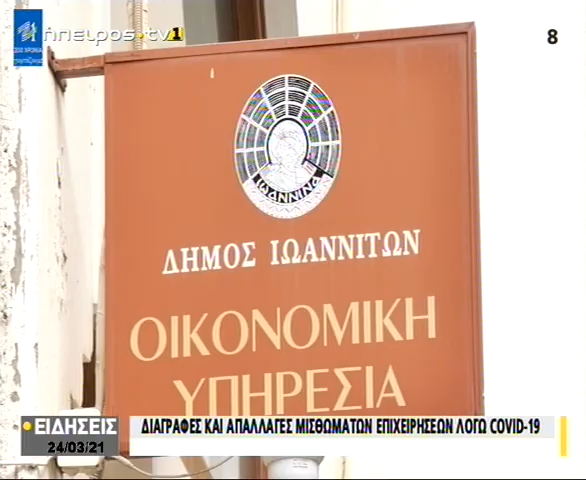 ήπειρος.tv1
8
ΙΩΑΝΝΙΝΑ
ΔΗΜΟΣ ΙΩΑΝΝΙΤΩΝ
ΟΙΚΟΝΟΜΙΚΗ
ΥΠΗΡΕΣΙΑ
ΕΙΔΗΣΕΙΣ
24/03/21
ΔΙΑΓΡΑΦΕΣ ΚΑΙ ΑΠΑΛΛΑΓΕΣ ΜΙΣΘΩΜΑΤΩΝ ΕΠΙΧΕΙΡΗΣΕΩΝ ΛΟΓΩ COVID-19